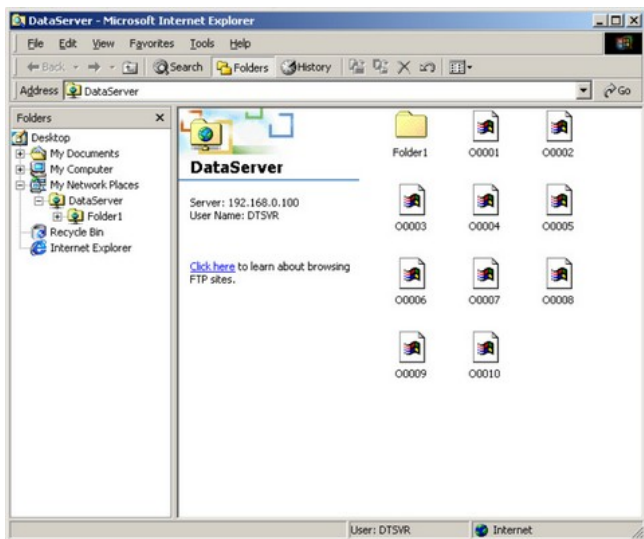 DataServer - Microsoft Internet Explorer
File Edit View Favorites Tools Help
Back Search Folders History
Address DataServer Go
Folders
Desktop
My Documents
My Computer
My Network Places
DataServer
Folder1
Recycle Bin
Internet Explorer
DataServer
Server: 192.168.0.100
User Name: DTSVR
Click here to learn about browsing
FTP sites.
Folder1 O0001 O0002
O0003 O0004 O0005
O0006 O0007 O0008
O0009 O0010
User: DTSVR Internet